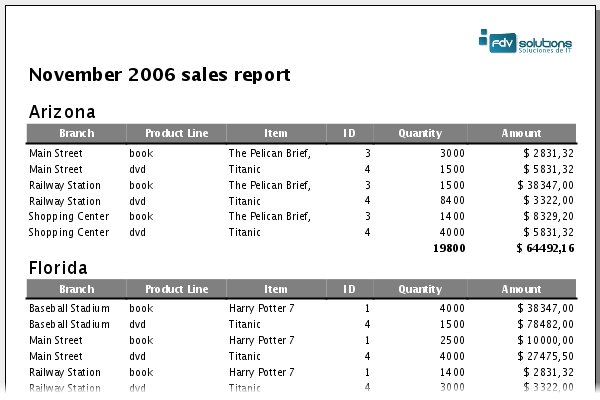 fdv solutions
Soluciones de IT
November 2006 sales report
Arizona
Branch Product Line Item ID Quantity Amount
Main Street book The Pelican Brief, 3 3000 $ 2831,32
Main Street dvd Titanic 4 1500 $ 5831,32
Railway Station book The Pelican Brief, 3 1500 $ 38347,00
Railway Station dvd Titanic 4 8400 $ 3322,00
Shopping Center book The Pelican Brief, 3 1400 $ 8329,20
Shopping Center dvd Titanic 4 4000 $ 5831,32
19800 $ 64492,16
Florida
Branch Product Line Item ID Quantity Amount
Baseball Stadium book Harry Potter 7 1 4000 $ 38347,00
Baseball Stadium dvd Titanic 4 1500 $ 78482,00
Main Street book Harry Potter 7 1 2500 $ 10000,00
Main Street dvd Titanic 4 4000 $ 27475,50
Railway Station book Harry Potter 7 1 1400 $ 2831,32
Railway Station dvd Titanic 4 3000 $ 3322,00